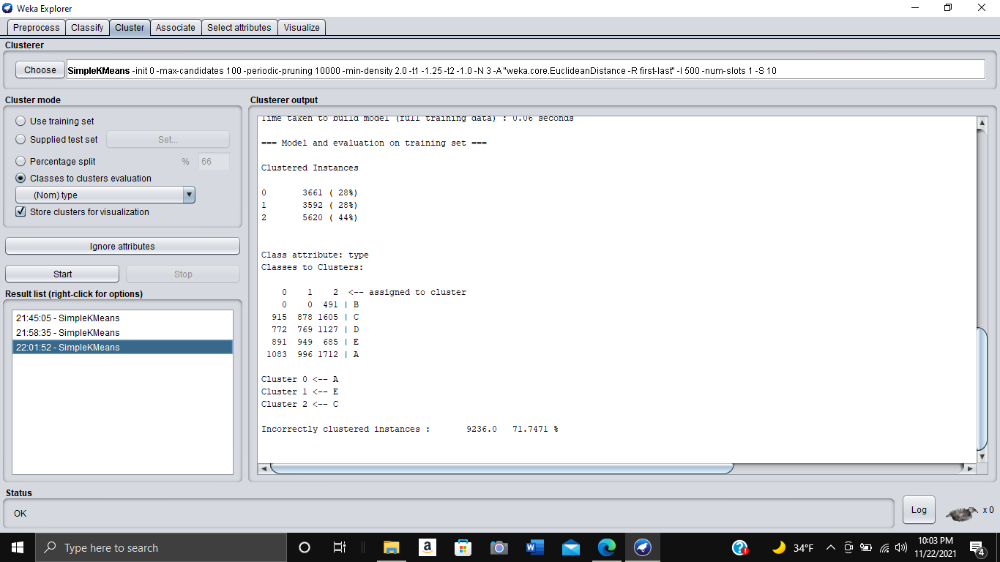 Weka Explorer
Preprocess Classify Cluster Associate Select attributes Visualize
Clusterer
Choose SimpleKMeans -init 0 -max-candidates 100 -periodic-pruning 10000 -min-density 2.0 -t1 -1.25 -t2 -1.0 -N 3 -A "weka.core.EuclideanDistance -R first-last" -I 500 -num-slots 1 -S 10
Cluster mode
Use training set
Supplied test set Set...
Percentage split % 66
Classes to clusters evaluation
(Nom) type
Store clusters for visualization
Ignore attributes
Start Stop
Result list (right-click for options)
21:45:05 - SimpleKMeans
21:58:35 - SimpleKMeans
22:01:52 - SimpleKMeans
Clusterer output
Time taken to build model (full training data) : 0.06 seconds
=== Model and evaluation on training set ===
Clustered Instances
0 3661 ( 28%)
1 3592 ( 28%)
2 5620 ( 44%)
Class attribute: type
Classes to Clusters:
0 1 2 <-- assigned to cluster
0 0 491 | B
915 878 1605 | C
772 769 1127 | D
891 949 685 | E
1083 996 1712 | A
Cluster 0 <-- A
Cluster 1 <-- E
Cluster 2 <-- C
Incorrectly clustered instances : 9236.0 71.7471 %
Status
OK
Log x 0
Type here to search
a
W
34°F
10:03 PM
11/22/2021
4